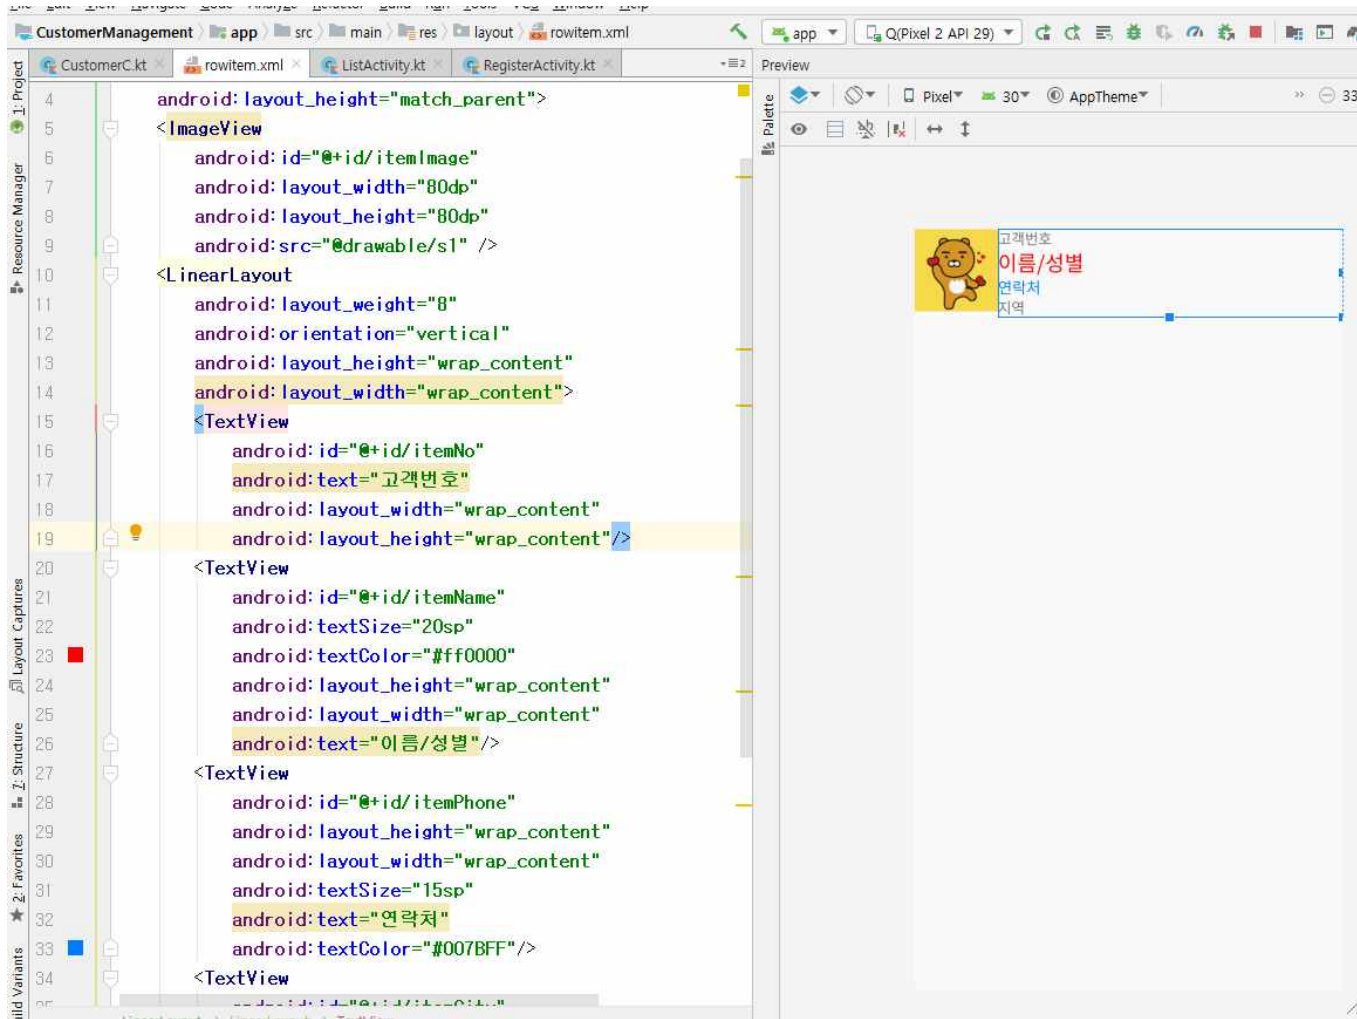 CustomerManagement app src main res layout rowitem.xml app Q(Pixel 2 API 29)
1: Project
Resource Manager
Layout Captures
Z: Structure
2: Favorites
CustomerC.kt rowitem.xml ListActivity.kt RegisterActivity.kt 2
4 android:layout_height="match_parent">
5 <ImageView
6 android:id="@+id/itemImage"
7 android:layout_width="80dp"
8 android:layout_height="80dp"
9 android:src="@drawable/s1" />
10 <LinearLayout
11 android:layout_weight="8"
12 android:orientation="vertical"
13 android:layout_height="wrap_content"
14 android:layout_width="wrap_content">
15 <TextView
16 android:id="@+id/itemNo"
17 android:text="고객번호"
18 android:layout_width="wrap_content"
19 android:layout_height="wrap_content"/>
20 <TextView
21 android:id="@+id/itemName"
22 android:textSize="20sp"
23 android:textColor="#ff0000"
24 android:layout_height="wrap_content"
25 android:layout_width="wrap_content"
26 android:text="이름/성별"/>
27 <TextView
28 android:id="@+id/itemPhone"
29 android:layout_height="wrap_content"
30 android:layout_width="wrap_content"
31 android:textSize="15sp"
32 android:text="연락처"
33 android:textColor="#007BFF"/>
34 <TextView
Preview
Palette
Pixel 30 AppTheme 33
고객번호
이름/성별
연락처
지역